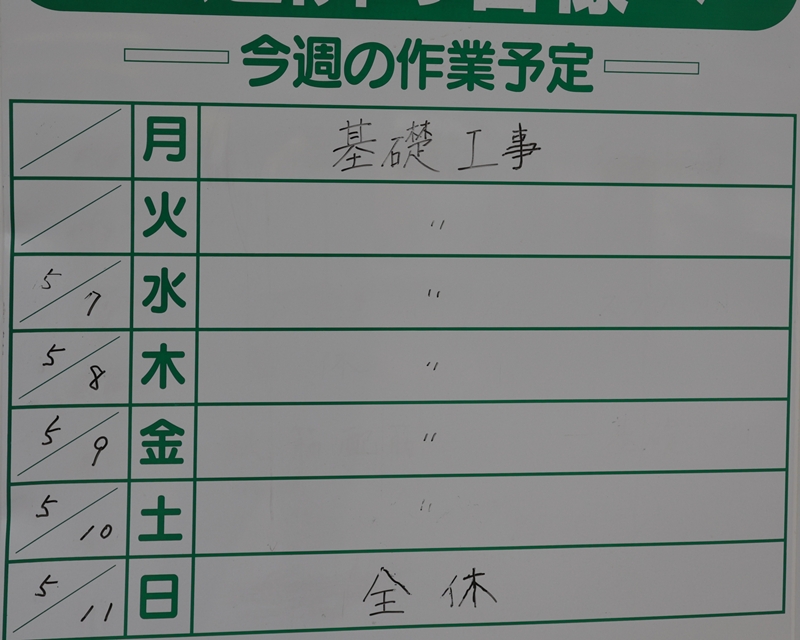 今週の作業予定
/ 月 基礎工事
/ 火 〃
5/7 水 〃
5/8 木 〃
5/9 金 〃
5/10 土 〃
5/11 日 全休